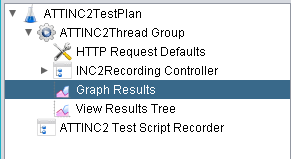 ATTINC2TestPlan
ATTINC2Thread Group
HTTP Request Defaults
INC2Recording Controller
Graph Results
View Results Tree
ATTINC2 Test Script Recorder